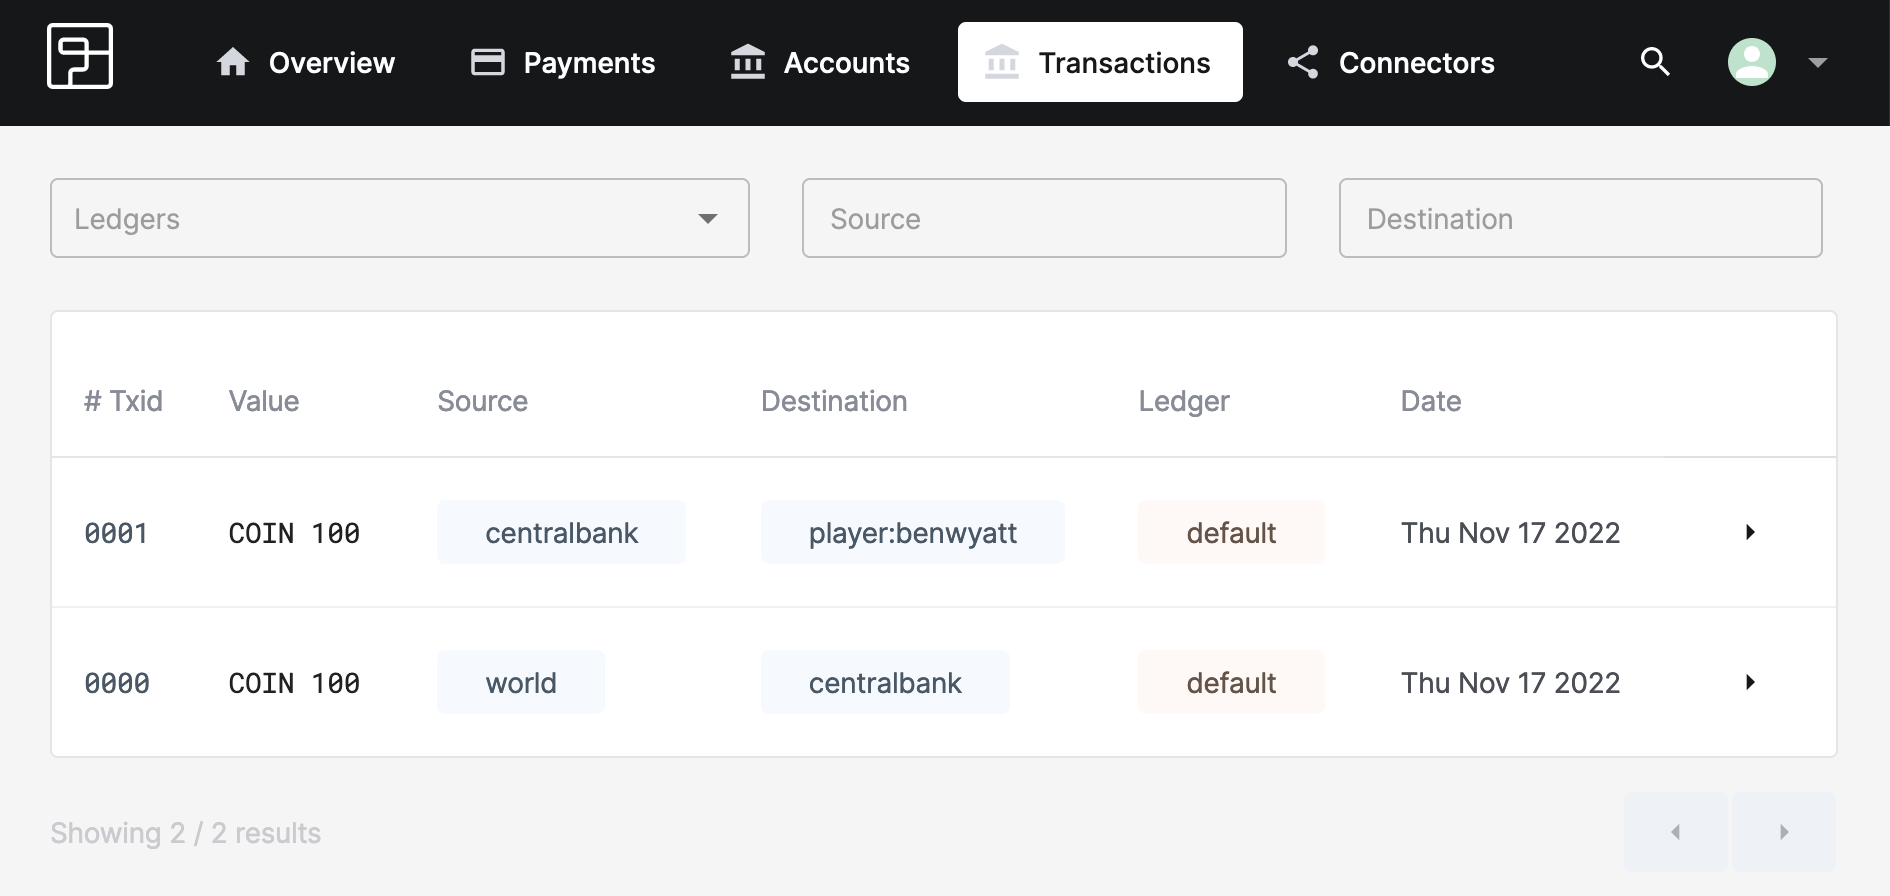 Overview Payments Accounts Transactions Connectors
Ledgers Source Destination
# Txid Value Source Destination Ledger Date
0001 COIN 100 centralbank player:benwyatt default Thu Nov 17 2022
0000 COIN 100 world centralbank default Thu Nov 17 2022
Showing 2 / 2 results